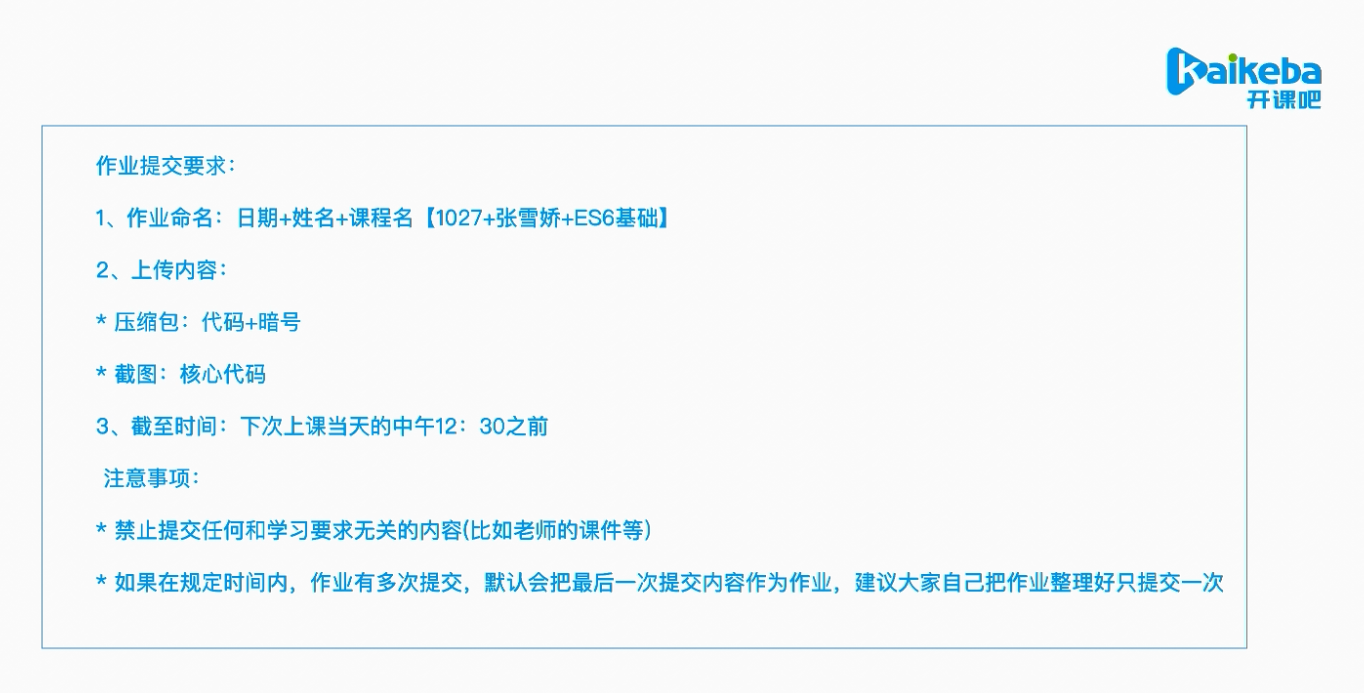 kaikeba
开课吧
作业提交要求：
1、作业命名：日期+姓名+课程名【1027+张雪娇+ES6基础】
2、上传内容：
* 压缩包：代码+暗号
* 截图：核心代码
3、截至时间：下次上课当天的中午12：30之前
注意事项：
* 禁止提交任何和学习要求无关的内容(比如老师的课件等)
* 如果在规定时间内，作业有多次提交，默认会把最后一次提交内容作为作业，建议大家自己把作业整理好只提交一次